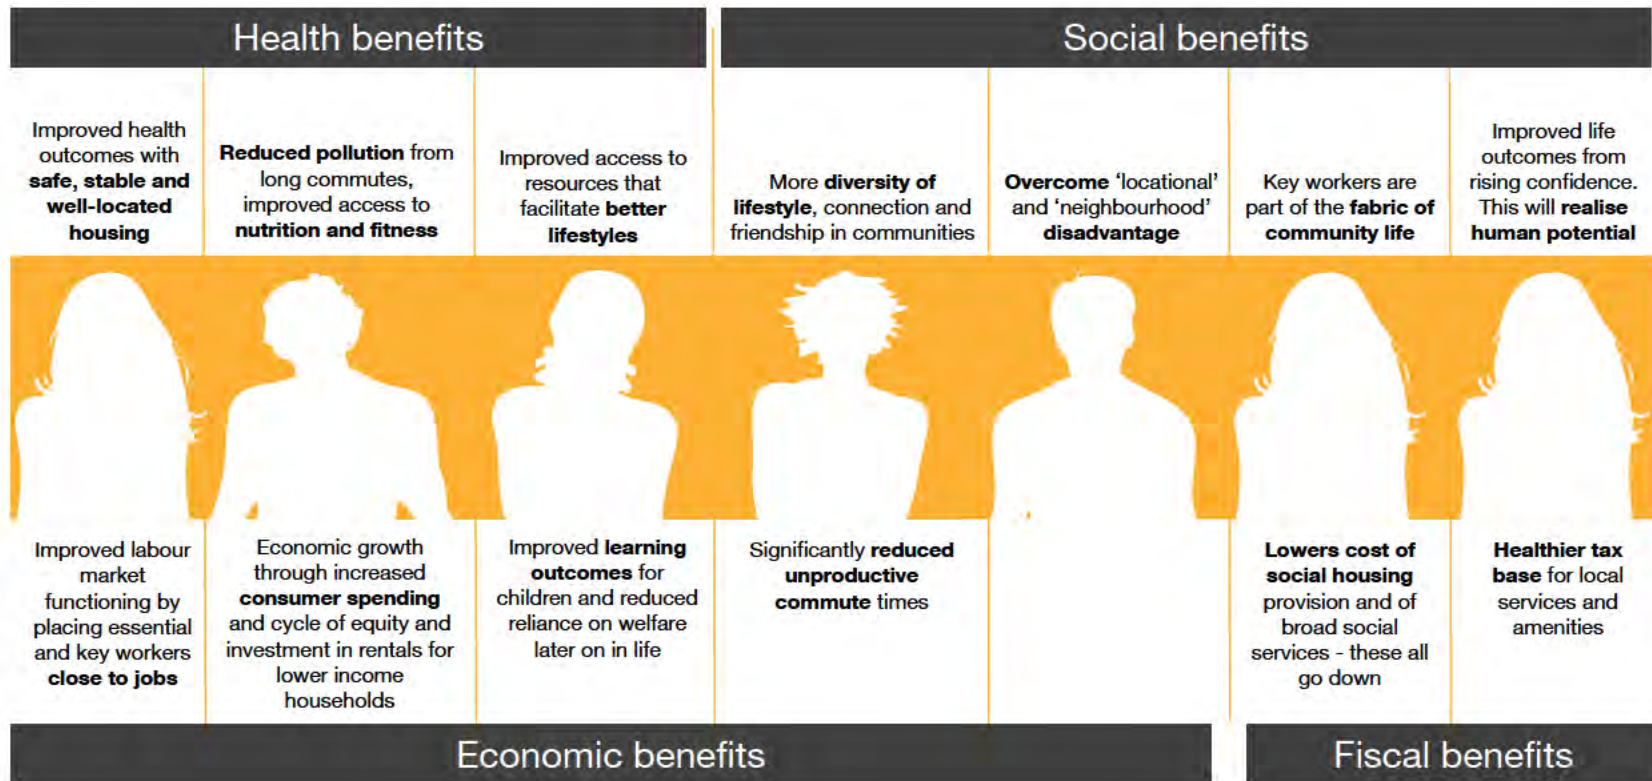 Health benefits
Improved health
outcomes with
safe, stable and
well-located
housing
Reduced pollution from
long commutes,
improved access to
nutrition and fitness
Improved access to
resources that
facilitate better
lifestyles
Social benefits
More diversity of
lifestyle, connection and
friendship in communities
Overcome ‘locational’
and ‘neighbourhood’
disadvantage
Key workers are
part of the fabric of
community life
Improved life
outcomes from
rising confidence.
This will realise
human potential
Improved labour
market
functioning by
placing essential
and key workers
close to jobs
Economic growth
through increased
consumer spending
and cycle of equity and
investment in rentals for
lower income
households
Improved learning
outcomes for
children and reduced
reliance on welfare
later on in life
Significantly reduced
unproductive
commute times
Economic benefits
Lowers cost of
social housing
provision and of
broad social
services - these all
go down
Healthier tax
base for local
services and
amenities
Fiscal benefits